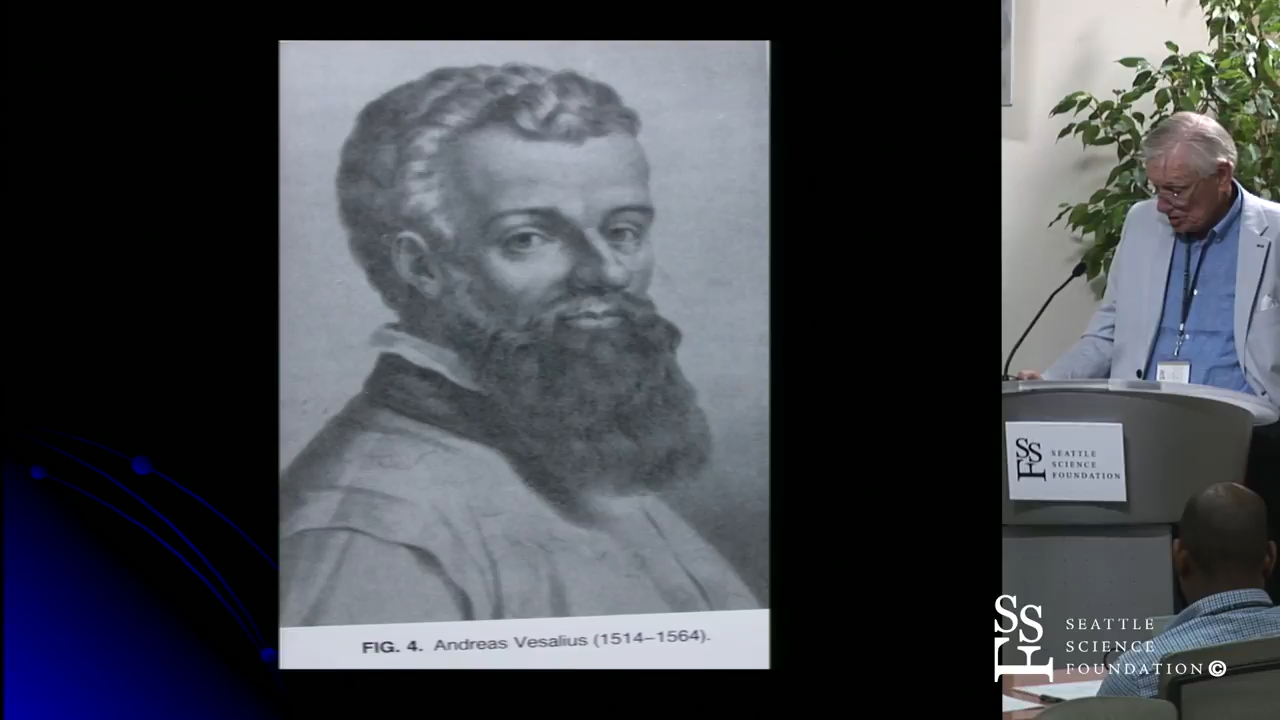 FIG. 4. Andreas Vesalius (1514–1564).
SSF
SEATTLE
SCIENCE
FOUNDATION
SSF
SEATTLE
SCIENCE
FOUNDATION©